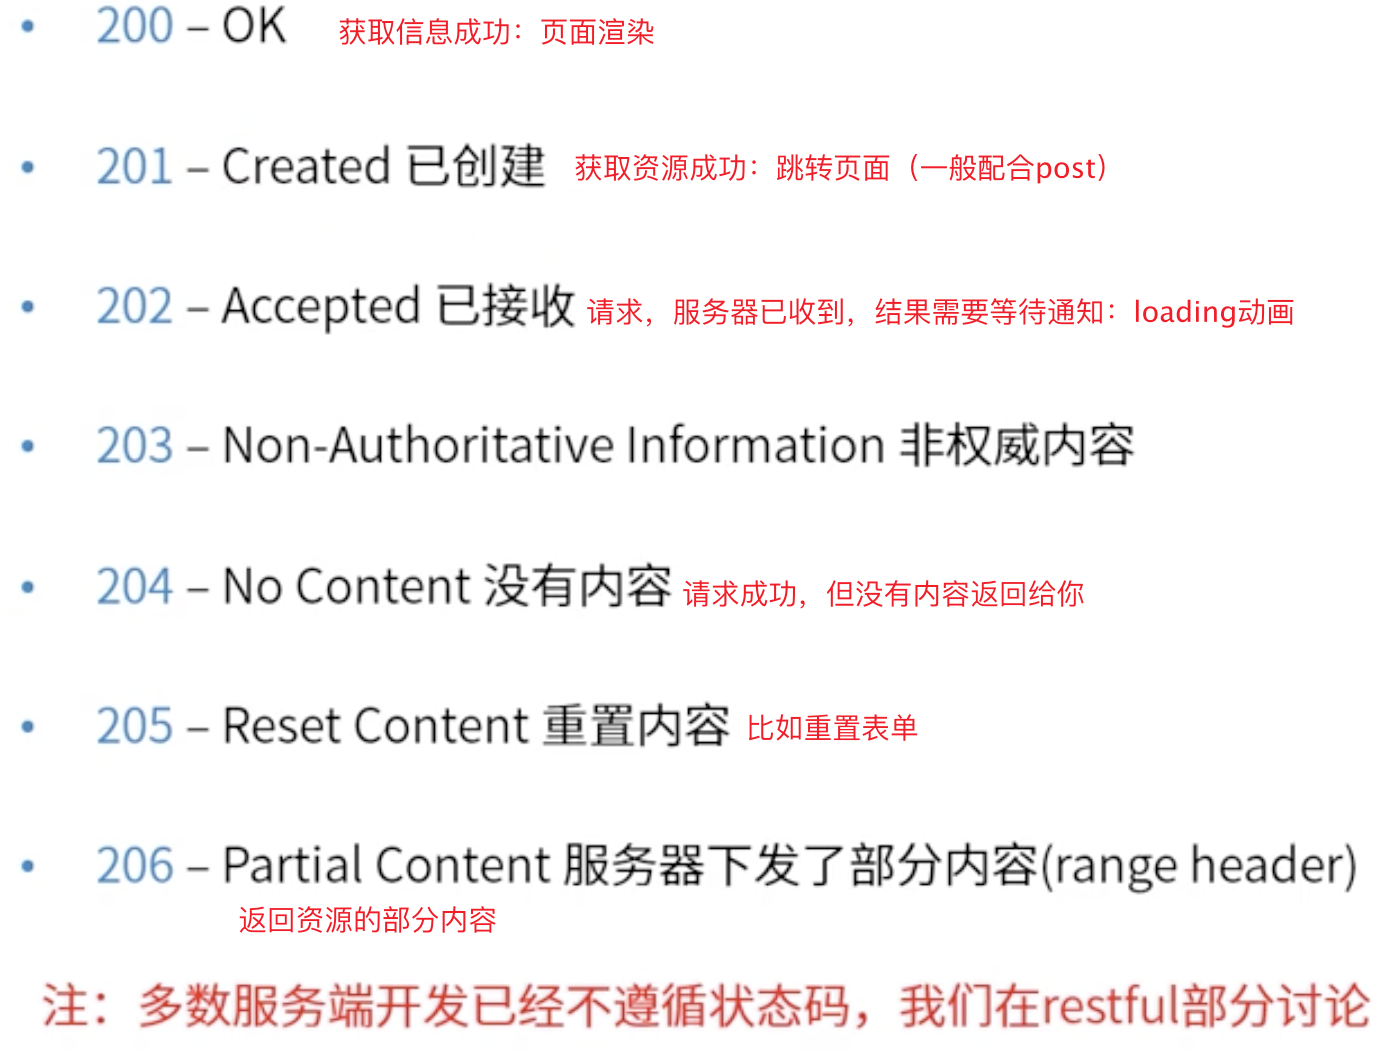 • 200 – OK 获取信息成功：页面渲染
• 201 – Created 已创建 获取资源成功：跳转页面（一般配合post）
• 202 – Accepted 已接收 请求，服务器已收到，结果需要等待通知：loading动画
• 203 – Non-Authoritative Information 非权威内容
• 204 – No Content 没有内容 请求成功，但没有内容返回给你
• 205 – Reset Content 重置内容 比如重置表单
• 206 – Partial Content 服务器下发了部分内容(range header)
返回资源的部分内容
注：多数服务端开发已经不遵循状态码，我们在restful部分讨论